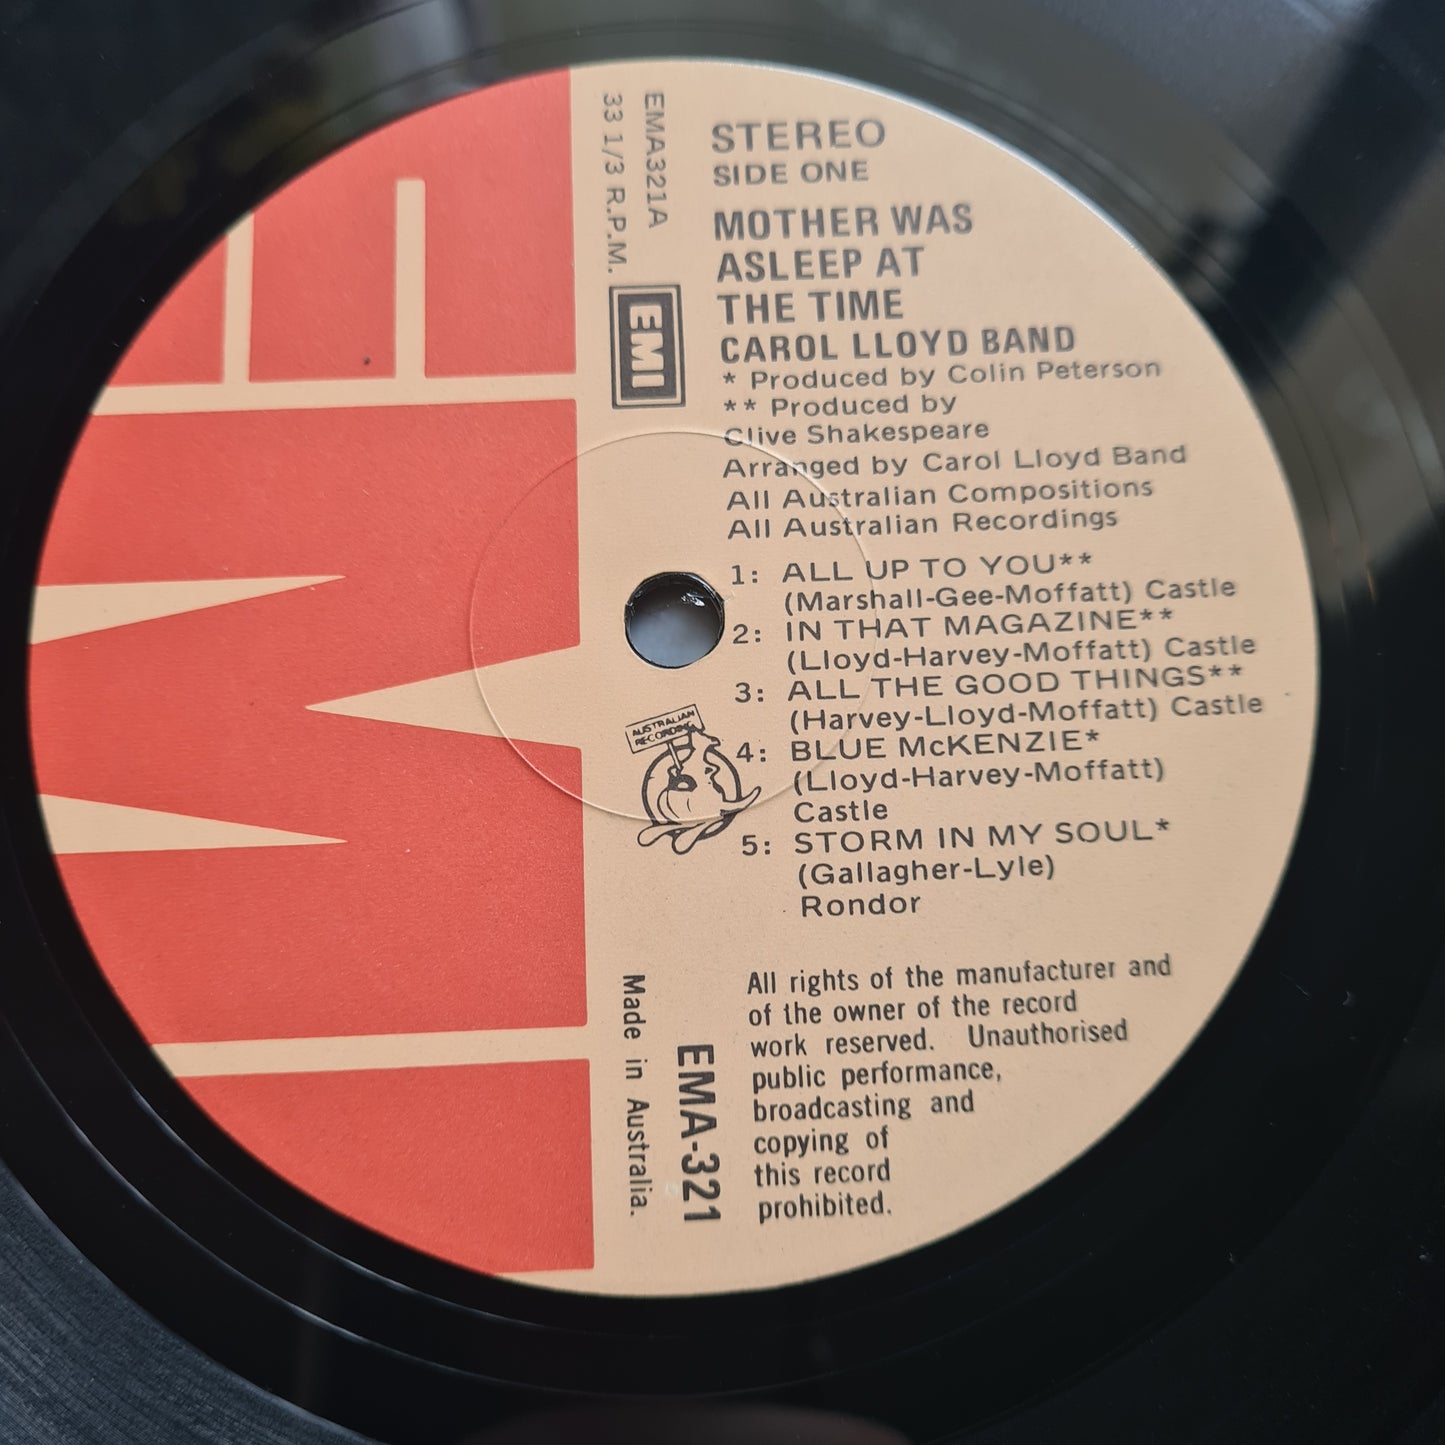 STEREO
SIDE ONE
MOTHER WAS
ASLEEP AT
THE TIME
CAROL LLOYD BAND
* Produced by Colin Peterson
** Produced by
Clive Shakespeare
Arranged by Carol Lloyd Band
All Australian Compositions
All Australian Recordings
1: ALL UP TO YOU**
(Marshall-Gee-Moffatt) Castle
2: IN THAT MAGAZINE**
(Lloyd-Harvey-Moffatt) Castle
3: ALL THE GOOD THINGS**
(Harvey-Lloyd-Moffatt) Castle
4: BLUE McKENZIE*
(Lloyd-Harvey-Moffatt)
Castle
5: STORM IN MY SOUL*
(Gallagher-Lyle)
Rondor
All rights of the manufacturer and
of the owner of the record
work reserved. Unauthorised
public performance,
broadcasting and
copying of
this record
prohibited.
EMA321A
33 1/3 R.P.M.
EMI
AUSTRALIAN
RECORDING
EMA-321
Made in Australia.
EMI